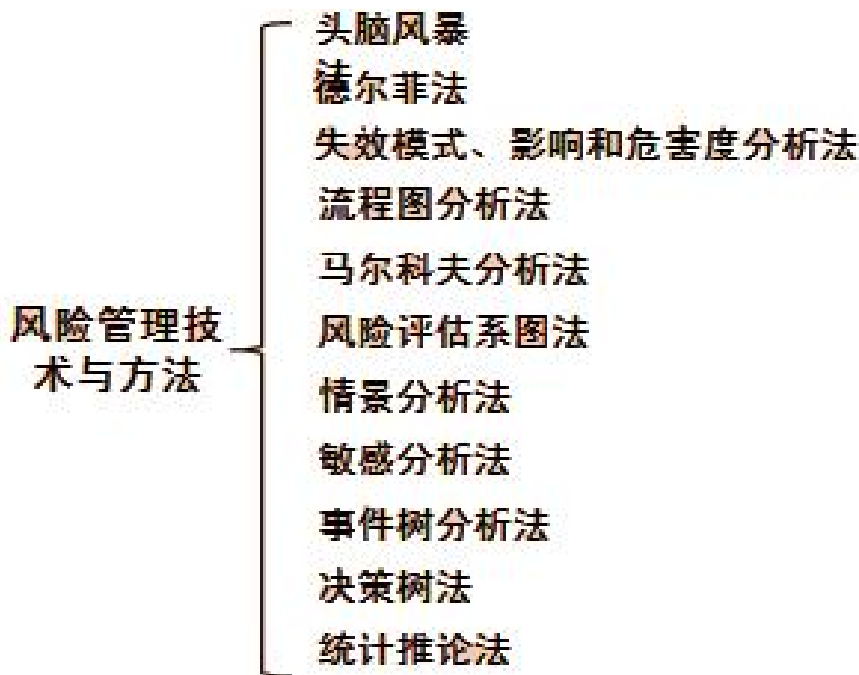 风险管理技
术与方法
头脑风暴
法
德尔菲法
失效模式、影响和危害度分析法
流程图分析法
马尔科夫分析法
风险评估系图法
情景分析法
敏感分析法
事件树分析法
决策树法
统计推论法